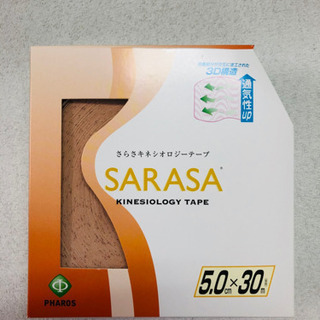 3D構造
通気性up
さらさキネシオロジーテープ
SARASA
KINESIOLOGY TAPE
5.0cm×30m
PHAROS